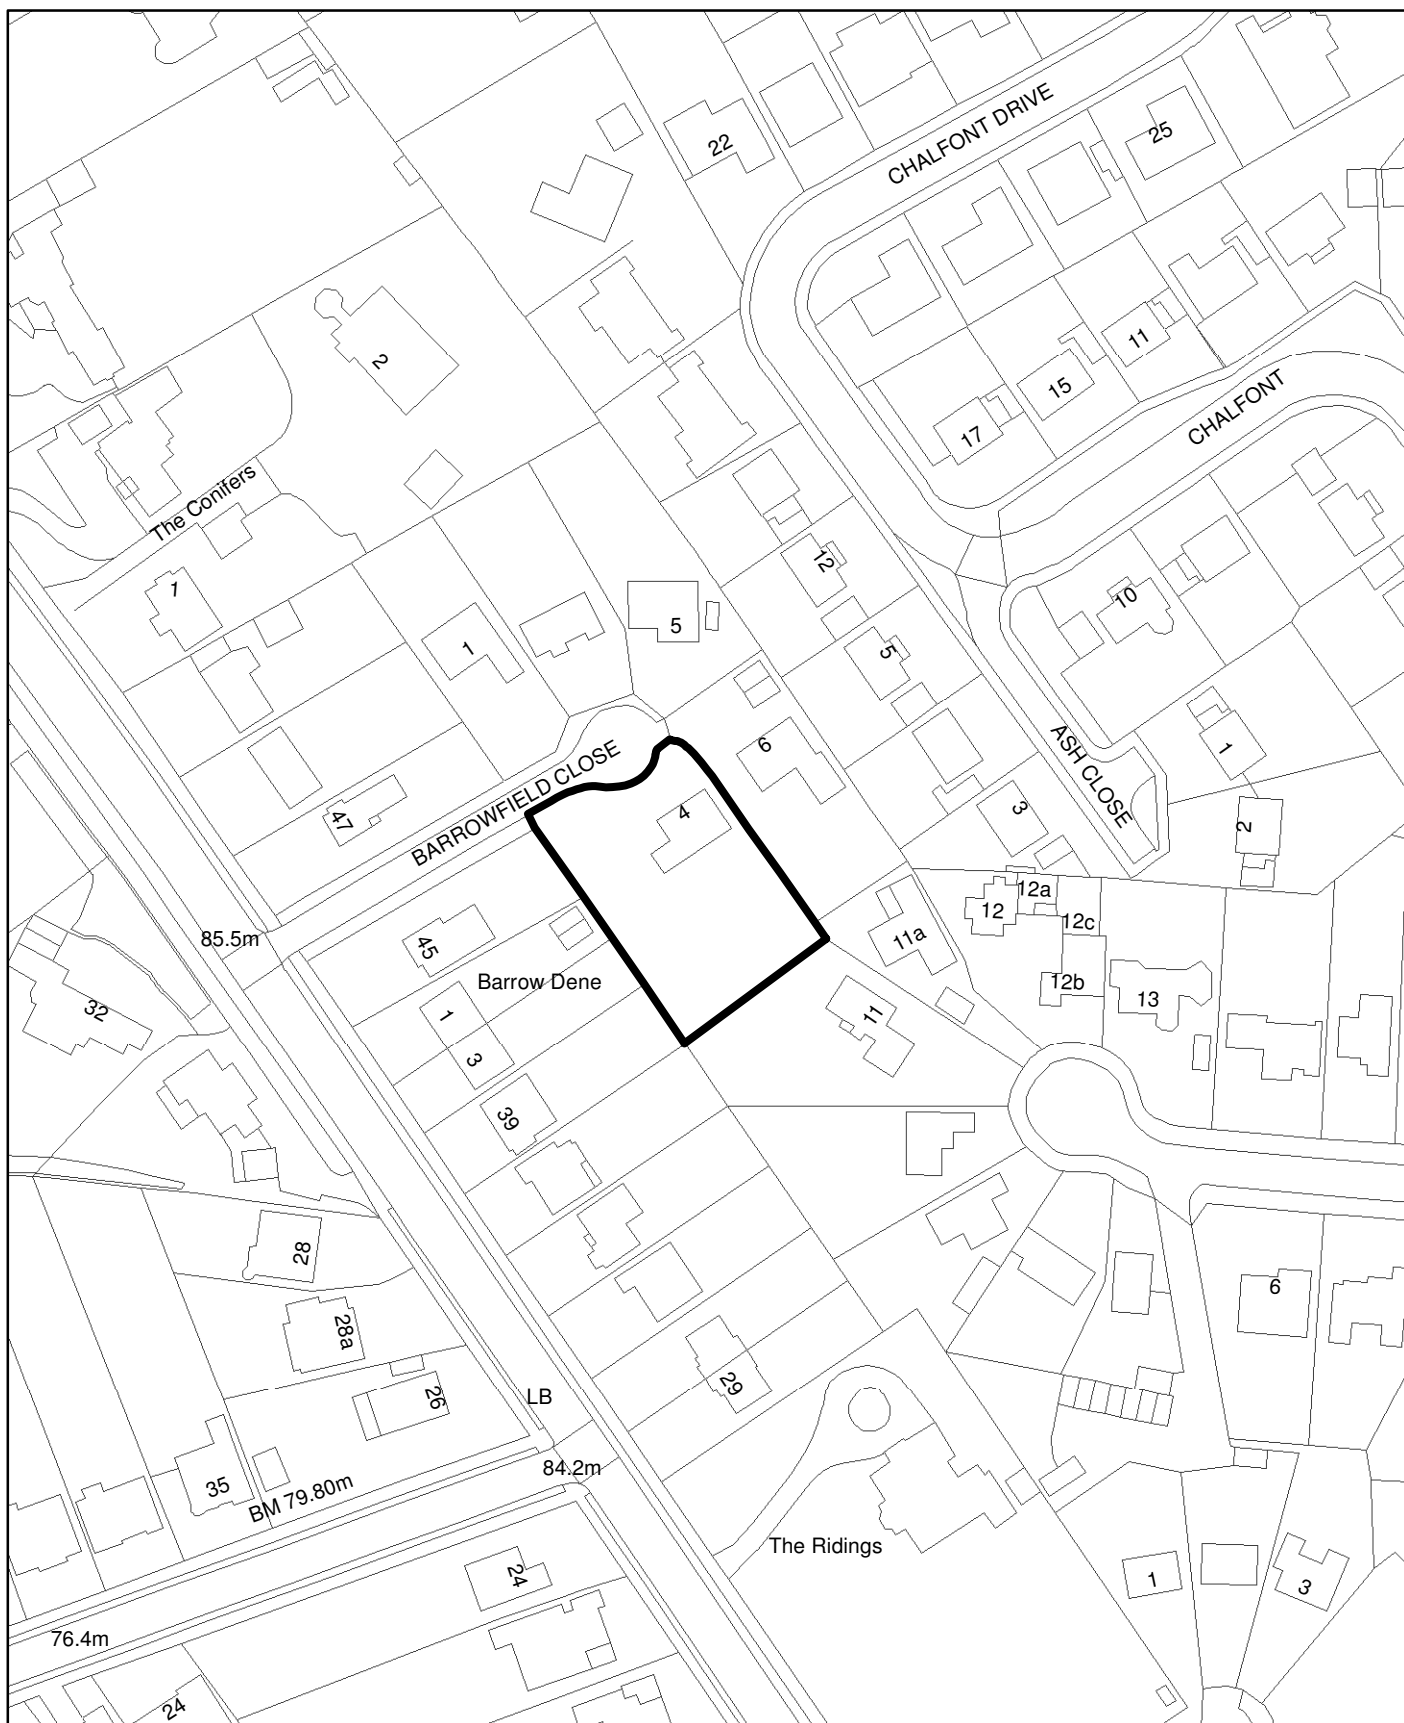 22
CHALFONT DRIVE
25
2
11
15
17
CHALFONT
The Conifers
1
12
5
1
5
10
6
1
ASH CLOSE
47
BARROWFIELD CLOSE
4
3
2
85.5m
45
Barrow Dene
11a
12
12a
12c
12b
13
32
1
3
11
39
28
28a
6
26
LB
29
35
BM 79.80m
84.2m
The Ridings
24
1
3
76.4m
24